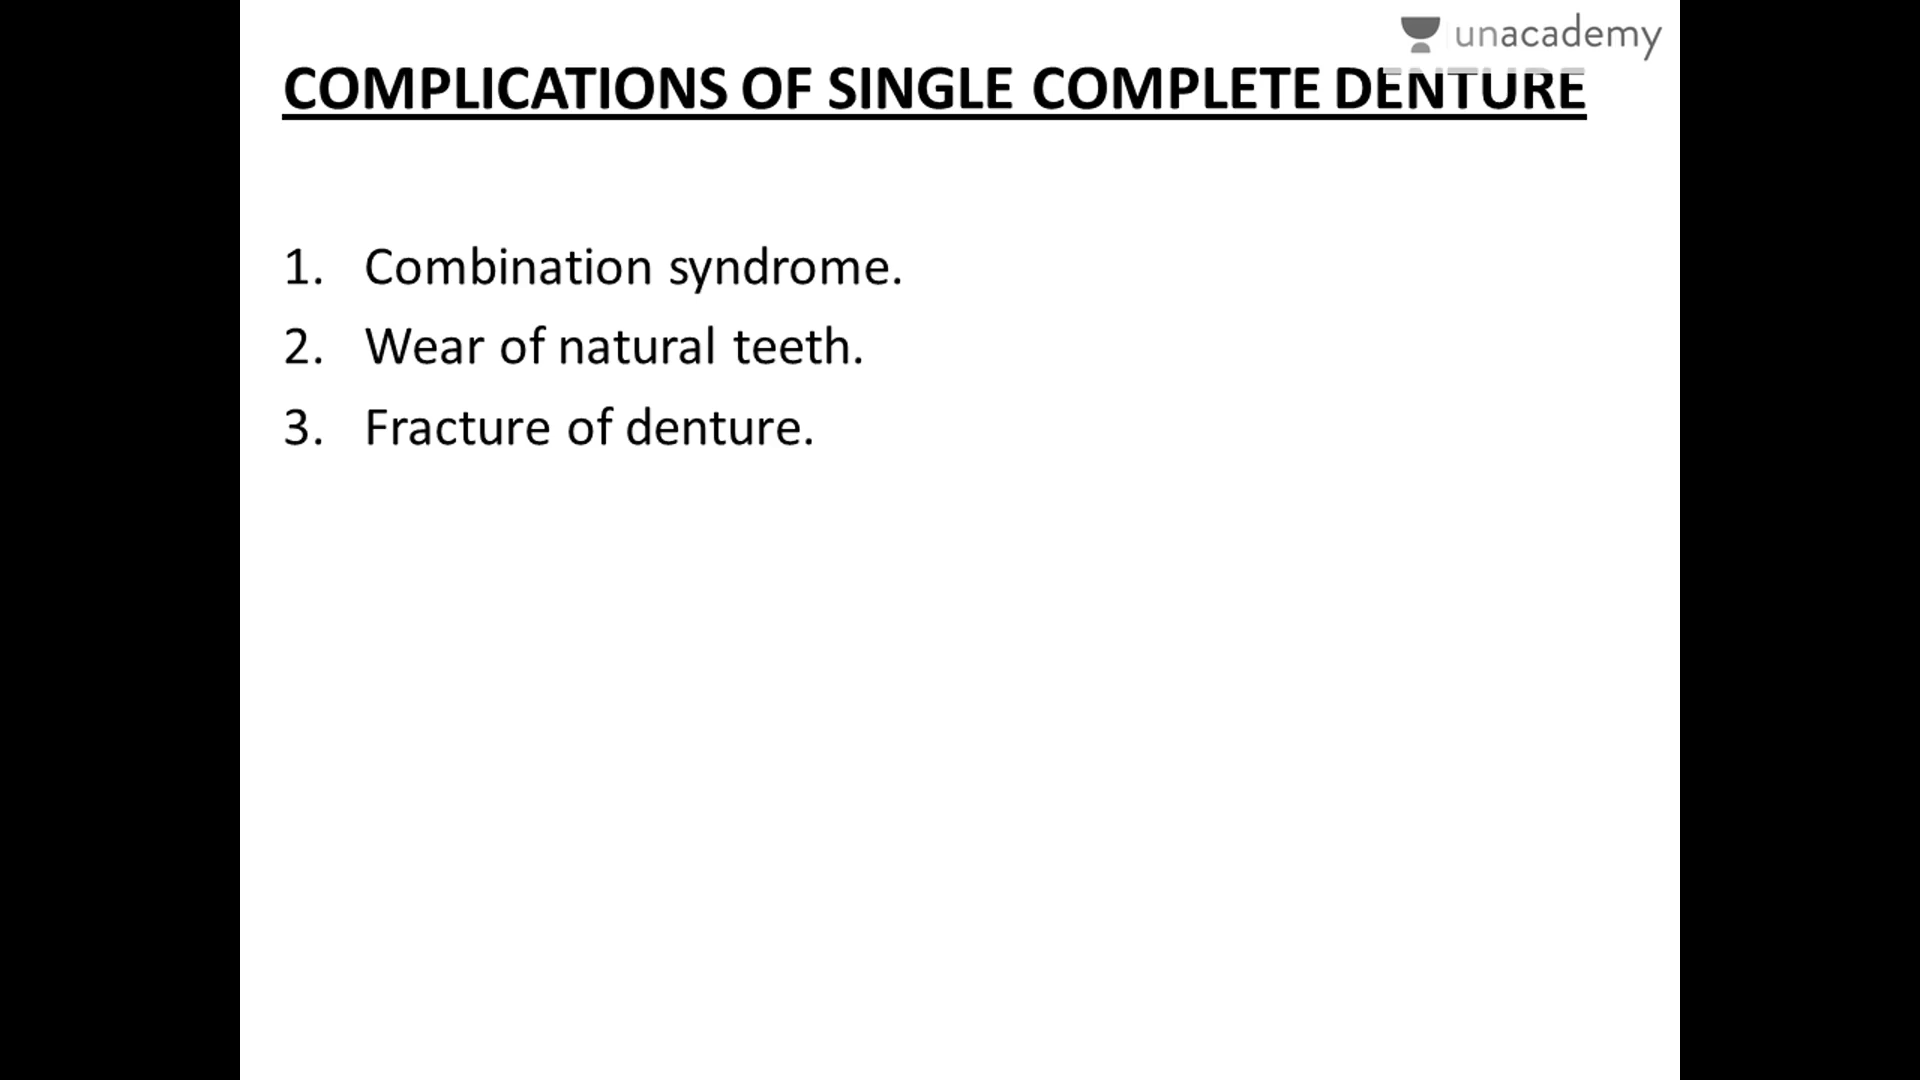 unacademy
COMPLICATIONS OF SINGLE COMPLETE DENTURE
1. Combination syndrome.
2. Wear of natural teeth.
3. Fracture of denture.